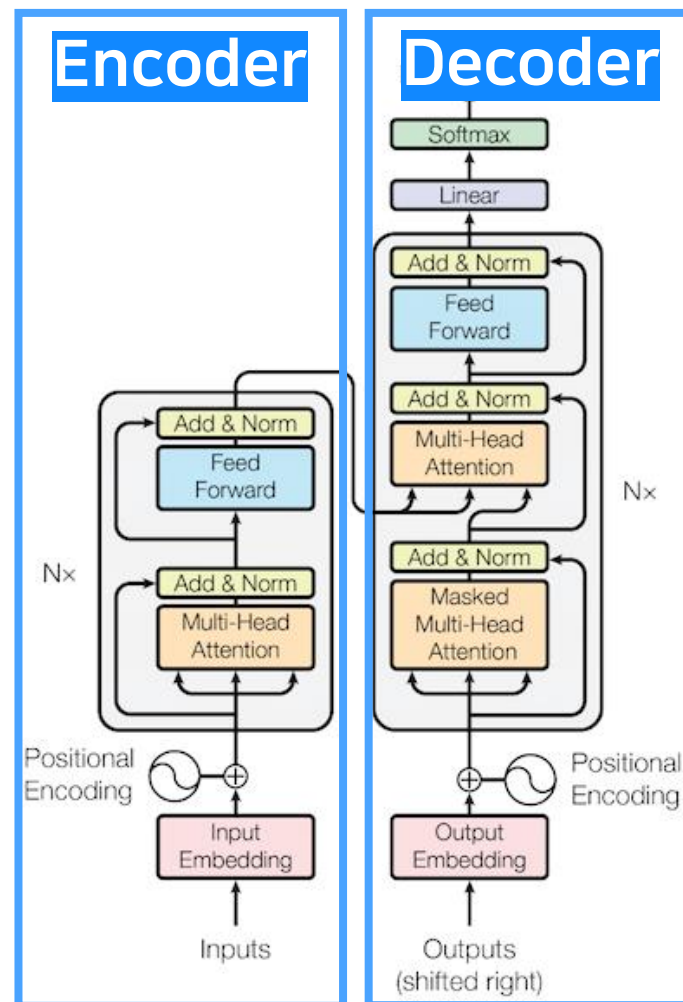 Encoder
Add & Norm
Feed
Forward
Add & Norm
Multi-Head
Attention
N×
Positional
Encoding
Input
Embedding
Inputs
Decoder
Softmax
Linear
Add & Norm
Feed
Forward
Add & Norm
Multi-Head
Attention
N×
Add & Norm
Masked
Multi-Head
Attention
Positional
Encoding
Output
Embedding
Outputs
(shifted right)